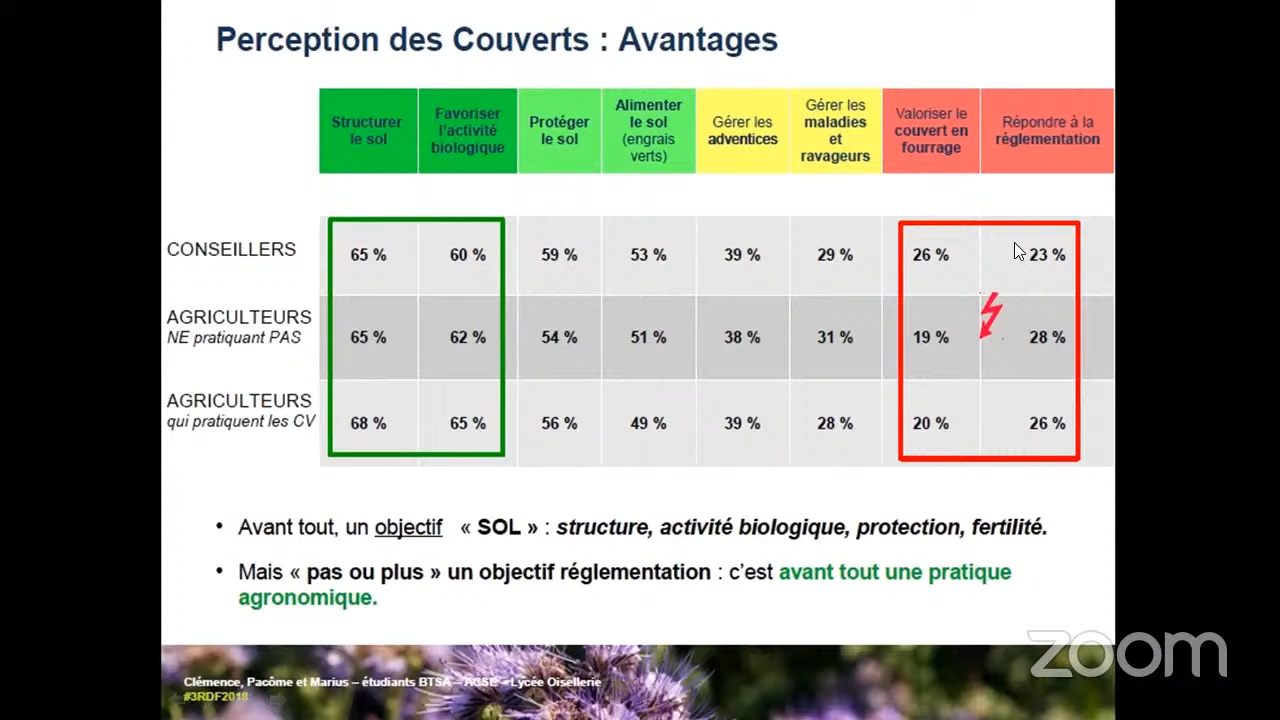 Perception des Couverts : Avantages
Structurer
le sol
Favoriser
l'activité
biologique
Protéger
le sol
Alimenter
le sol
(engrais
verts)
Gérer les
adventices
Gérer les
maladies
et
ravageurs
Valoriser le
couvert en
fourrage
Répondre à la
réglementation
CONSEILLERS
65 % 60 % 59 % 53 % 39 % 29 % 26 % 23 %
AGRICULTEURS
NE pratiquant PAS
65 % 62 % 54 % 51 % 38 % 31 % 19 % 28 %
AGRICULTEURS
qui pratiquent les CV
68 % 65 % 56 % 49 % 39 % 28 % 20 % 26 %
• Avant tout, un objectif « SOL » : structure, activité biologique, protection, fertilité.
• Mais « pas ou plus » un objectif réglementation : c'est avant tout une pratique
agronomique.
zoom
Clémence, Pacôme et Marius – étudiants BTSA – ACSE – Lycée Oisellerie
#3RDF2018